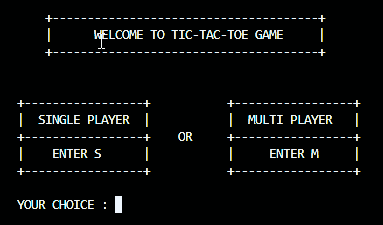 WELCOME TO TIC-TAC-TOE GAME
SINGLE PLAYER MULTI PLAYER
OR
ENTER S ENTER M
YOUR CHOICE :